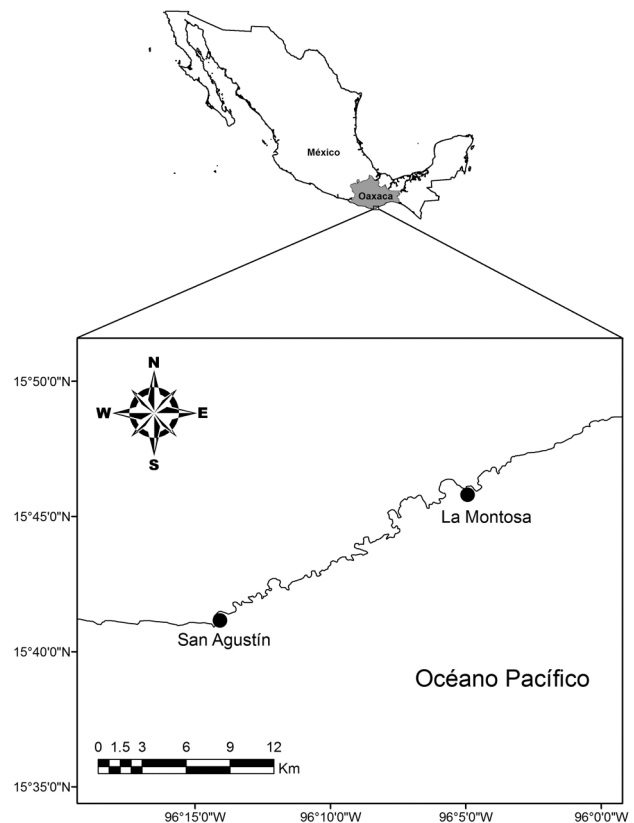 México
Oaxaca
N
W E
S
15°50'0"N
15°45'0"N
15°40'0"N
15°35'0"N
La Montosa
San Agustín
Océano Pacífico
0 1.5 3 6 9 12
Km
96°15'0"W 96°10'0"W 96°5'0"W 96°0'0"W